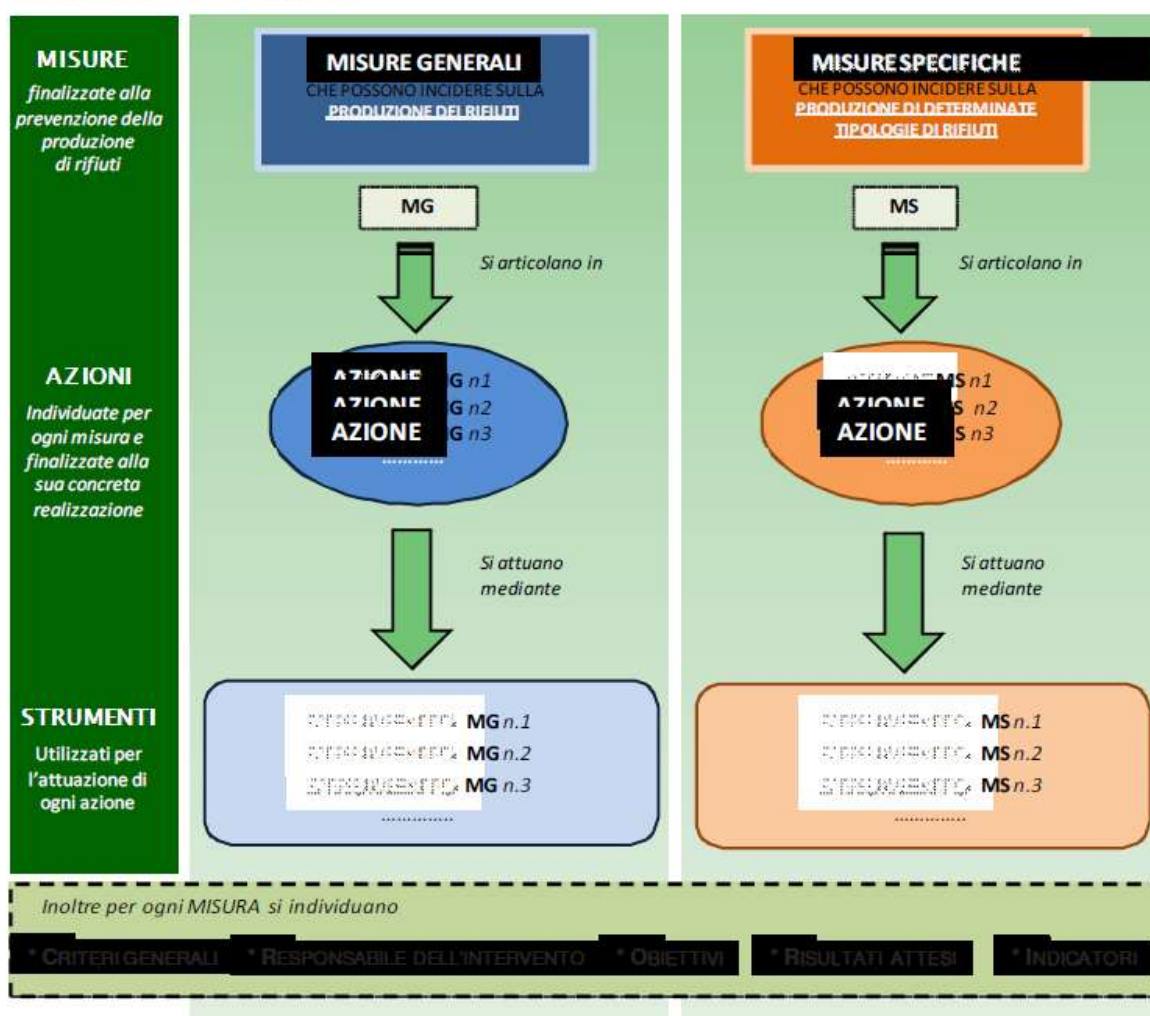 MISURE
finalizzate alla
prevenzione della
produzione
di rifiuti
MISURE GENERALI
CHE POSSONO INCIDERE SULLA
PRODUZIONE DEI RIFIUTI
MISURE SPECIFICHE
CHE POSSONO INCIDERE SULLA
PRODUZIONE DI DETERMINATE
TIPOLOGIE DI RIFIUTI
MG
MS
Si articolano in
Si articolano in
AZIONI
Individuate per
ogni misura e
finalizzate alla
sua concreta
realizzazione
AZIONE G n1
AZIONE G n2
AZIONE G n3
............
MS n1
AZIONE S n2
AZIONE S n3
............
Si attuano
mediante
Si attuano
mediante
STRUMENTI
Utilizzati per
l'attuazione di
ogni azione
MG n.1
MG n.2
MG n.3
..............
MS n.1
MS n.2
MS n.3
..............
Inoltre per ogni MISURA si individuano
* CRITERI GENERALI * RESPONSABILE DELL'INTERVENTO * OBIETTIVI * RISULTATI ATTESI * INDICATORI